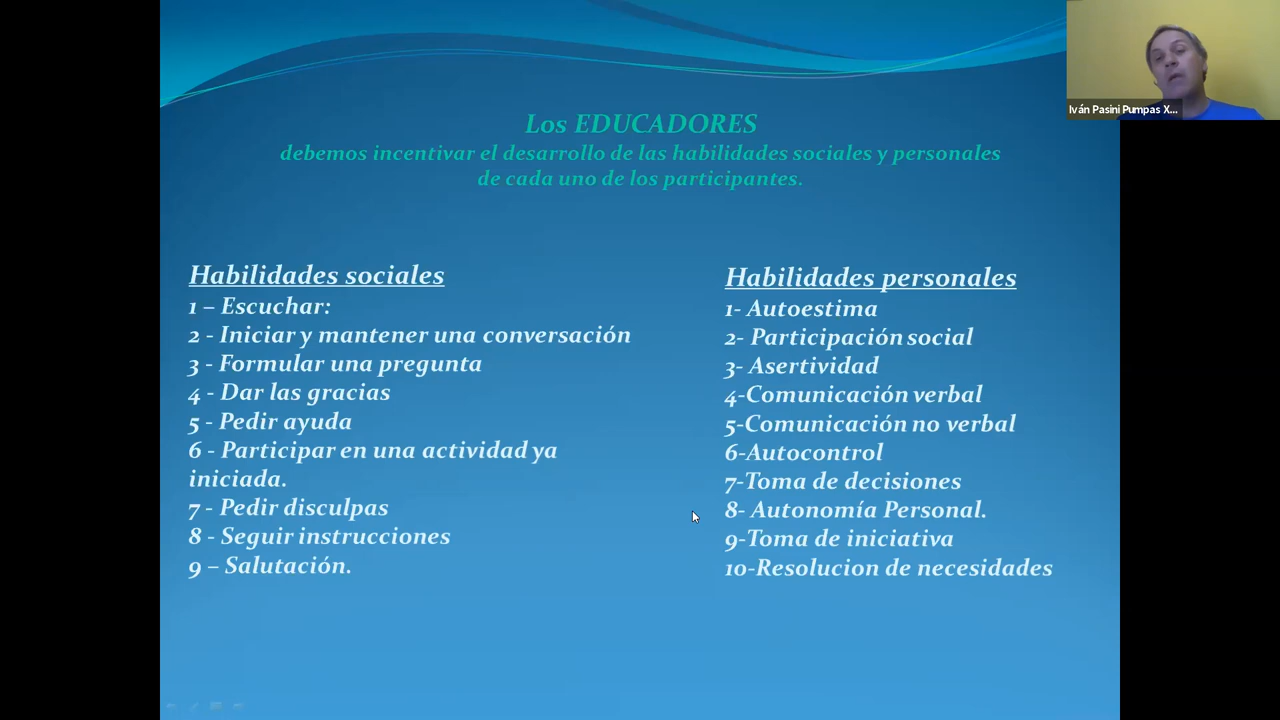 Iván Pasini Pumpas X...
Los EDUCADORES
debemos incentivar el desarrollo de las habilidades sociales y personales
de cada uno de los participantes.
Habilidades sociales
1 – Escuchar:
2 - Iniciar y mantener una conversación
3 - Formular una pregunta
4 - Dar las gracias
5 - Pedir ayuda
6 - Participar en una actividad ya
iniciada.
7 - Pedir disculpas
8 - Seguir instrucciones
9 – Salutación.
Habilidades personales
1- Autoestima
2- Participación social
3- Asertividad
4-Comunicación verbal
5-Comunicación no verbal
6-Autocontrol
7-Toma de decisiones
8- Autonomía Personal.
9-Toma de iniciativa
10-Resolucion de necesidades